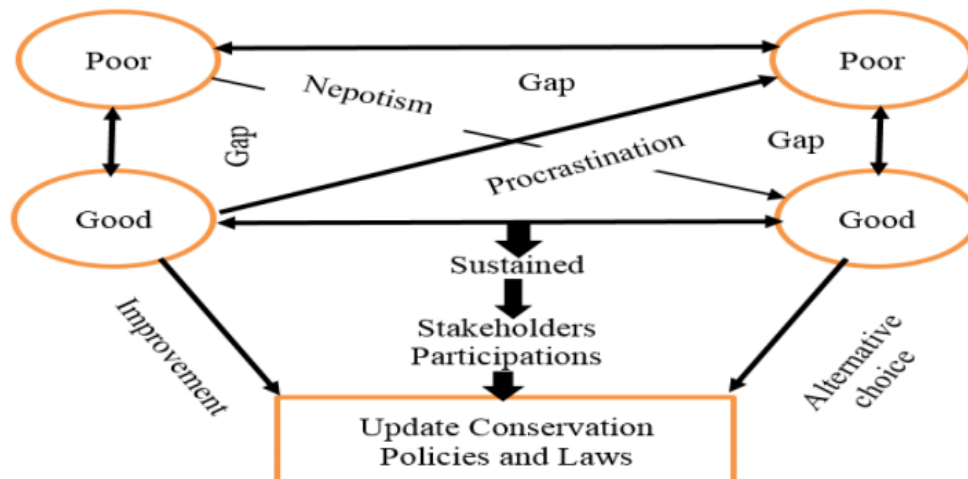 Poor
Poor
Nepotism
Gap
Gap
Procrastination
Gap
Good
Good
Sustained
Improvement
Stakeholders
Participations
Alternative
choice
Update Conservation
Policies and Laws